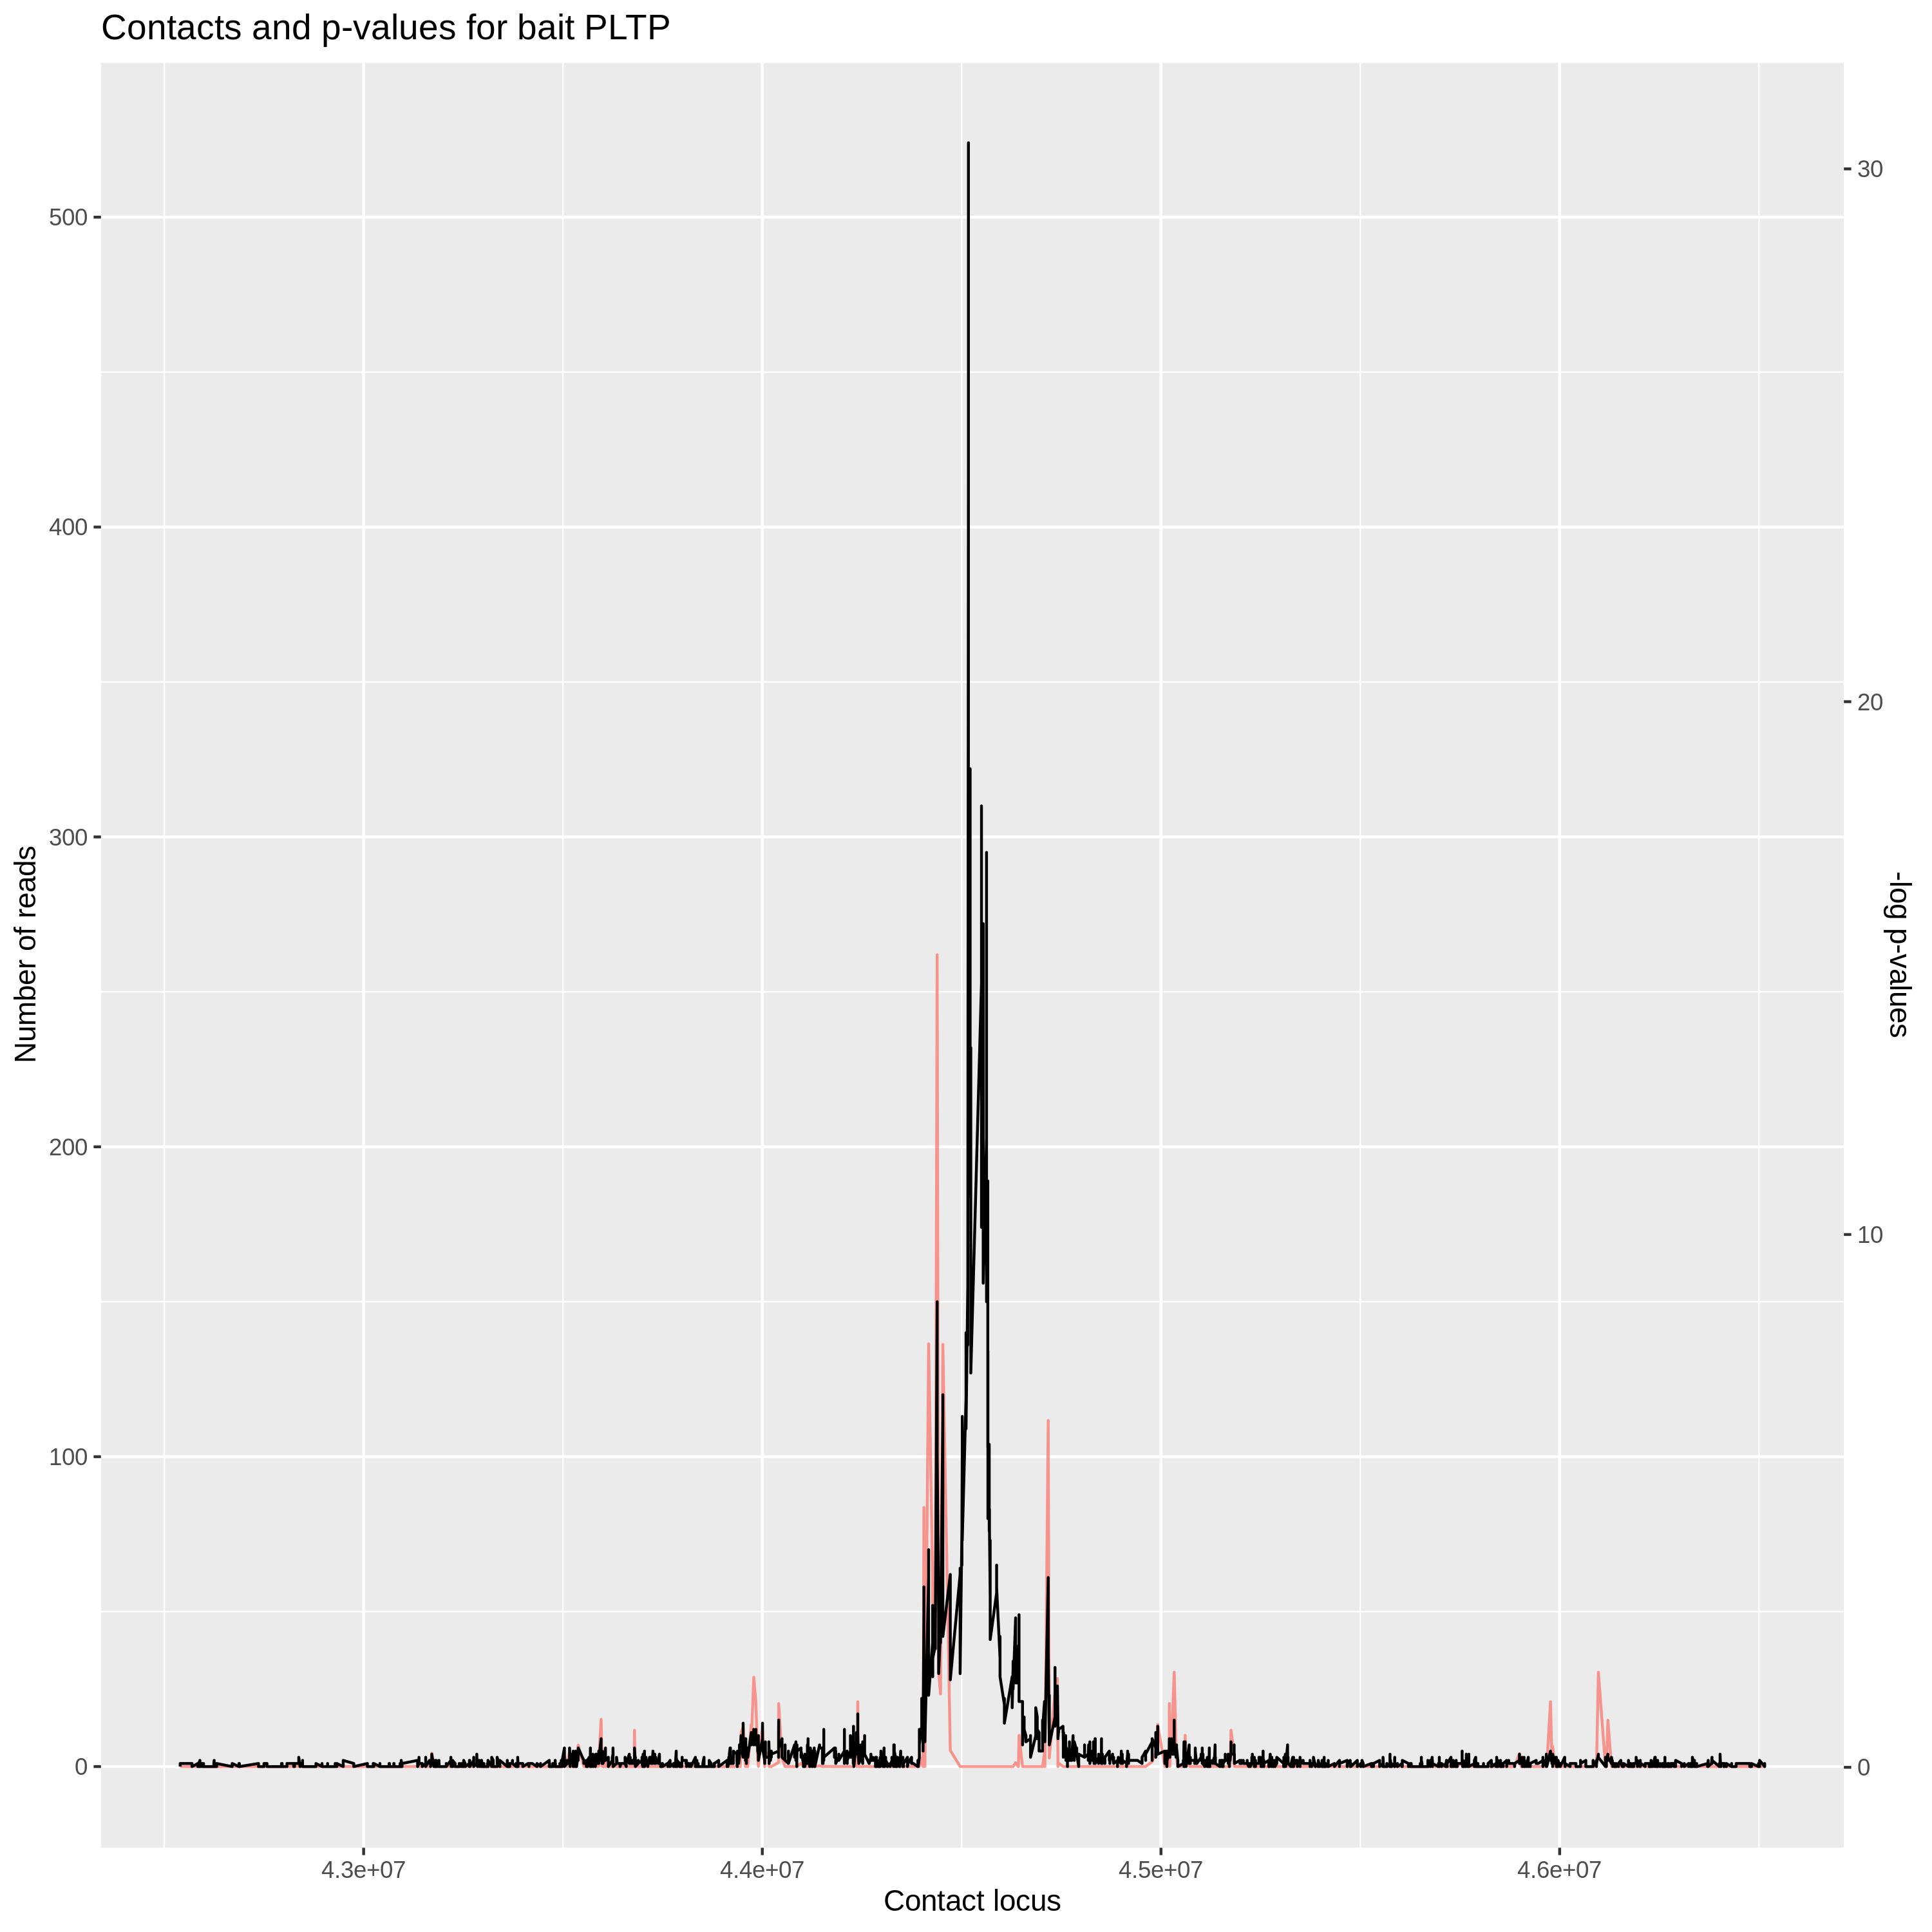 Contacts and p-values for bait PLTP
500
400
300
200
100
0
Number of reads
30
20
10
0
-log p-values
4.3e+07
4.4e+07
4.5e+07
4.6e+07
Contact locus